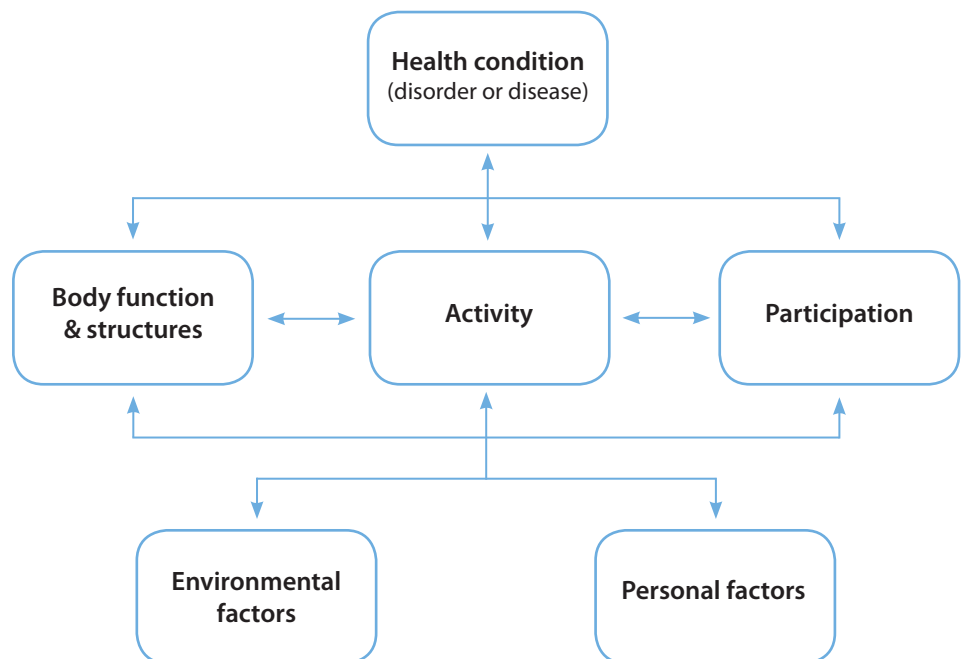 Health condition
(disorder or disease)
Body function
& structures
Activity
Participation
Environmental
factors
Personal factors